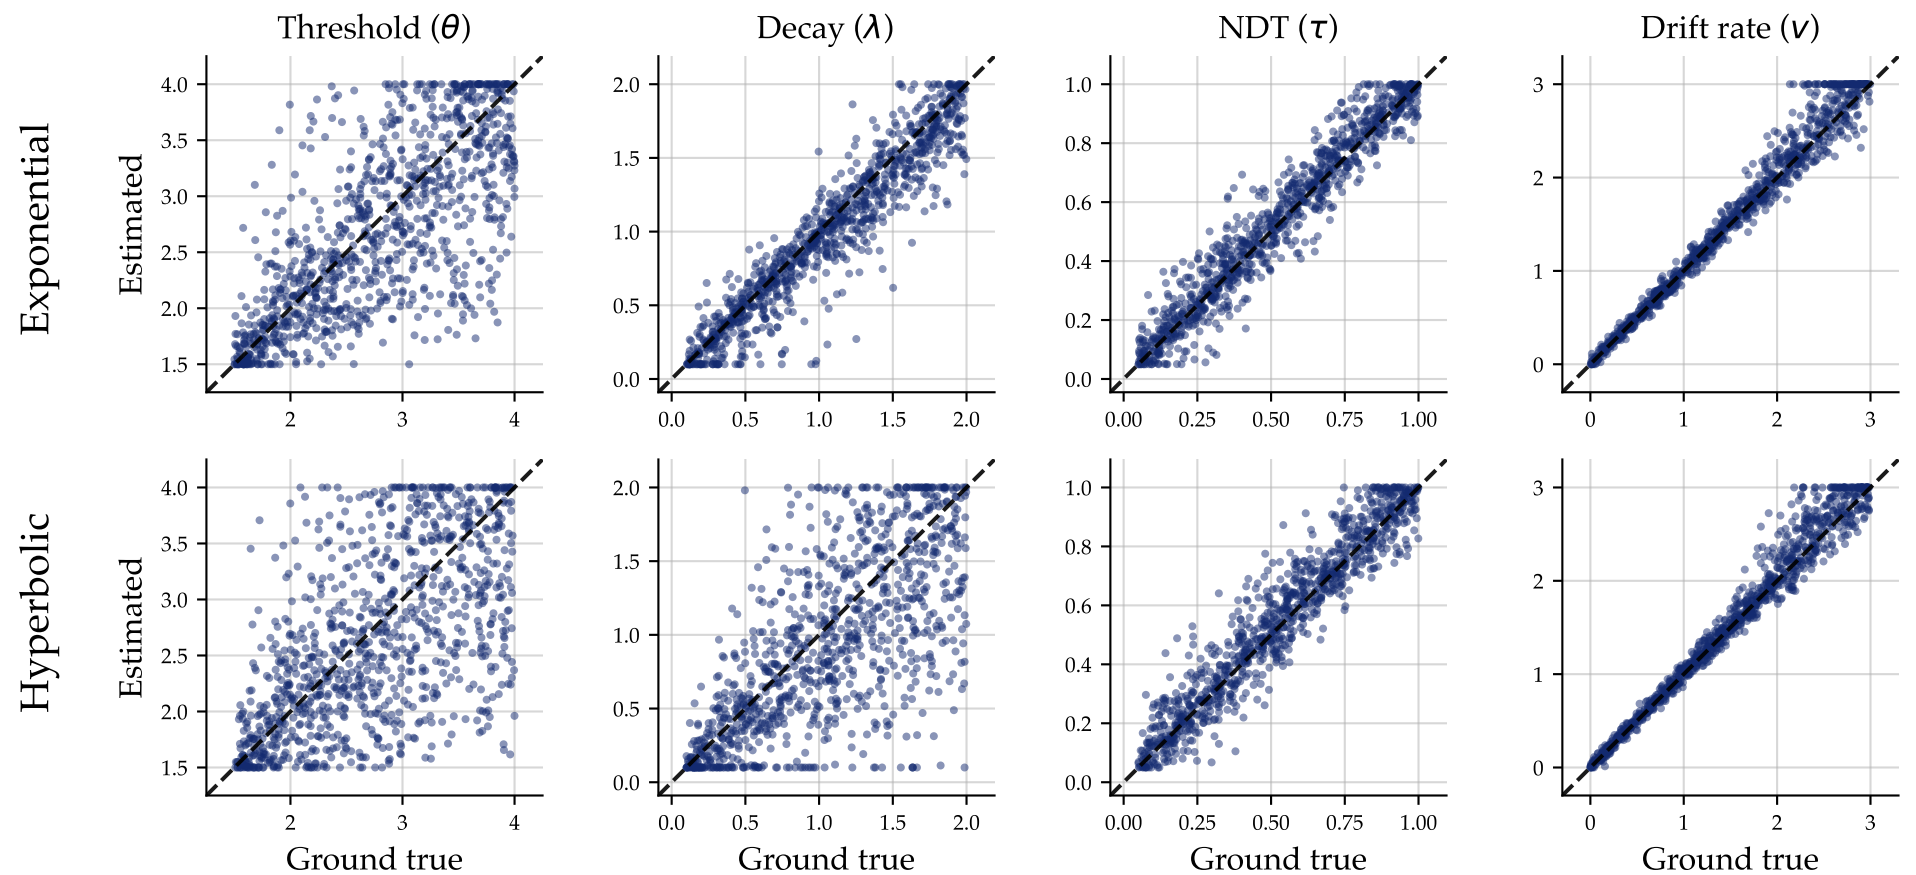 Threshold (θ)
Decay (λ)
NDT (τ)
Drift rate (v)
Exponential
Estimated
4.0
3.5
3.0
2.5
2.0
1.5
2 3 4
2.0
1.5
1.0
0.5
0.0
0.0 0.5 1.0 1.5 2.0
1.0
0.8
0.6
0.4
0.2
0.0
0.00 0.25 0.50 0.75 1.00
3
2
1
0
0 1 2 3
Hyperbolic
Estimated
4.0
3.5
3.0
2.5
2.0
1.5
2 3 4
Ground true
2.0
1.5
1.0
0.5
0.0
0.0 0.5 1.0 1.5 2.0
Ground true
1.0
0.8
0.6
0.4
0.2
0.0
0.00 0.25 0.50 0.75 1.00
Ground true
3
2
1
0
0 1 2 3
Ground true